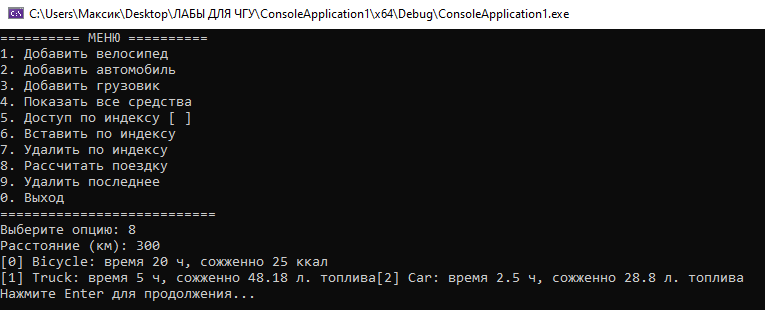 C:\Users\Максик\Desktop\ЛАБЫ ДЛЯ ЧГУ\ConsoleApplication1\x64\Debug\ConsoleApplication1.exe
========== МЕНЮ ==========
1. Добавить велосипед
2. Добавить автомобиль
3. Добавить грузовик
4. Показать все средства
5. Доступ по индексу [ ]
6. Вставить по индексу
7. Удалить по индексу
8. Рассчитать поездку
9. Удалить последнее
0. Выход
===========================
Выберите опцию: 8
Расстояние (км): 300
[0] Bicycle: время 20 ч, сожженно 25 ккал
[1] Truck: время 5 ч, сожженно 48.18 л. топлива[2] Car: время 2.5 ч, сожженно 28.8 л. топлива
Нажмите Enter для продолжения...